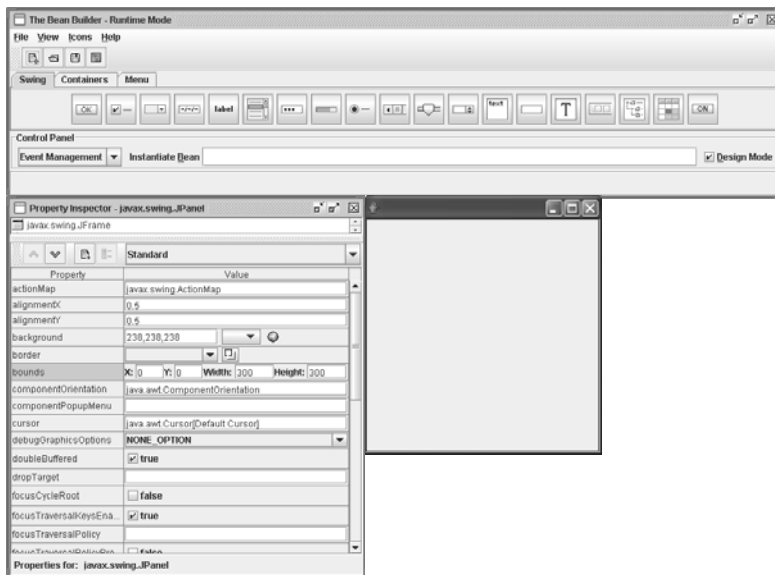 The Bean Builder - Runtime Mode
File View Icons Help
Swing Containers Menu
OK label text T ON
Control Panel
Event Management Instantiate Bean Design Mode
Property Inspector - javax.swing.JPanel
javax.swing.JFrame
Standard
Property Value
actionMap javax.swing.ActionMap
alignmentX 0.5
alignmentY 0.5
background 238,238,238
border
bounds X: 0 Y: 0 Width: 300 Height: 300
componentOrientation java.awt.ComponentOrientation
componentPopupMenu
cursor java.awt.Cursor[Default Cursor]
debugGraphicsOptions NONE_OPTION
doubleBuffered true
dropTarget
focusCycleRoot false
focusTraversalKeysEna... true
focusTraversalPolicy
focusTraversalPolicyPro... false
Properties for: javax.swing.JPanel